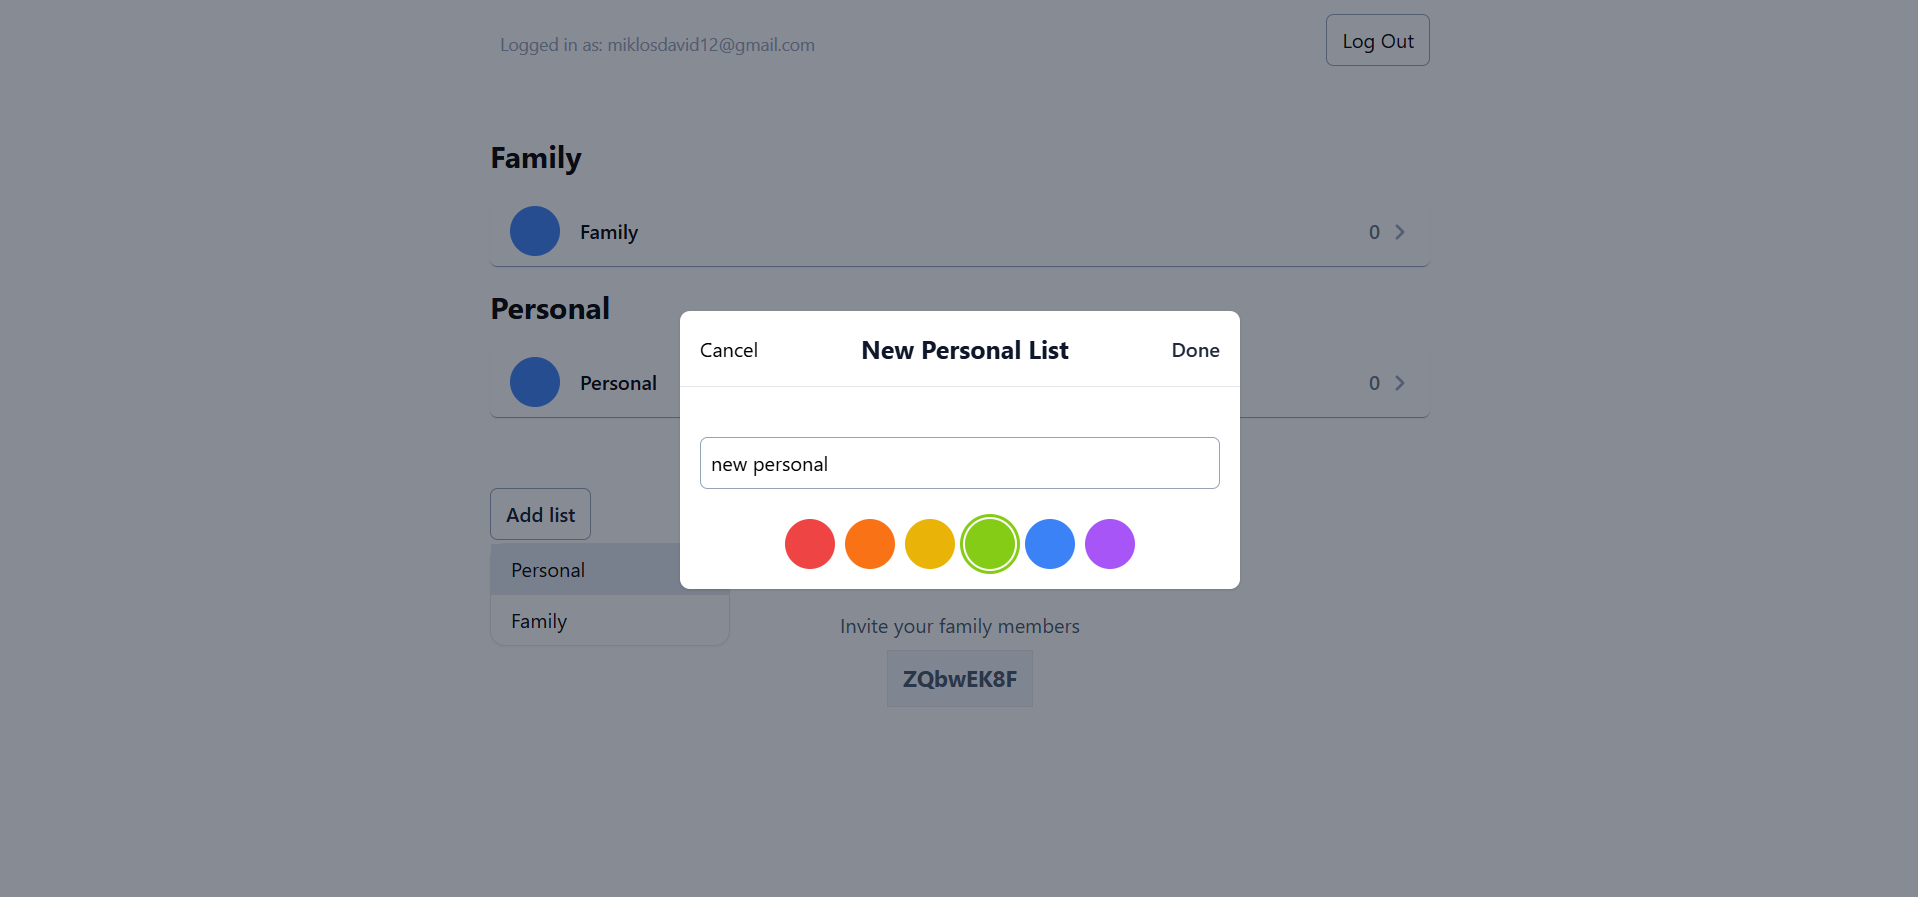 Logged in as: miklosdavid12@gmail.com
Log Out
Family
Family
0
Personal
Personal
0
Cancel
New Personal List
Done
new personal
Add list
Personal
Family
Invite your family members
ZQbwEK8F